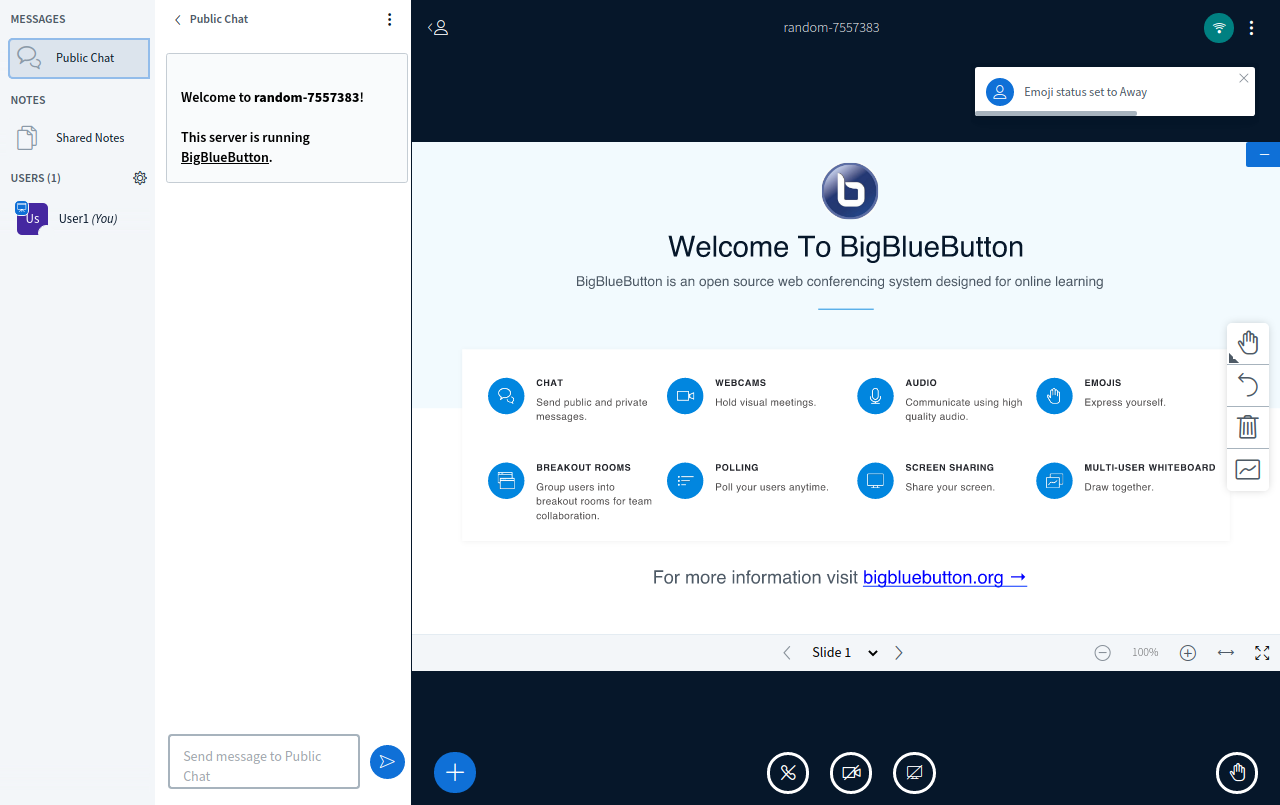 MESSAGES
Public Chat
NOTES
Shared Notes
USERS (1)
Us
User1 (You)
Public Chat
Welcome to random-7557383!
This server is running
BigBlueButton.
Send message to Public
Chat
random-7557383
Emoji status set to Away
Welcome To BigBlueButton
BigBlueButton is an open source web conferencing system designed for online learning
CHAT
Send public and private
messages.
WEBCAMS
Hold visual meetings.
AUDIO
Communicate using high
quality audio.
EMOJIS
Express yourself.
BREAKOUT ROOMS
Group users into
breakout rooms for team
collaboration.
POLLING
Poll your users anytime.
SCREEN SHARING
Share your screen.
MULTI-USER WHITEBOARD
Draw together.
For more information visit bigbluebutton.org →
Slide 1
100%